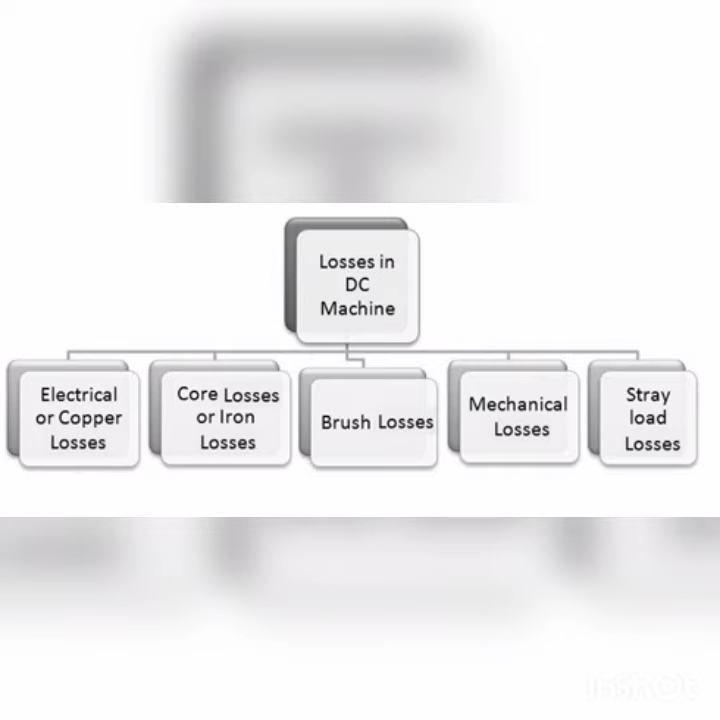 Losses in
DC
Machine
Electrical
or Copper
Losses
Core Losses
or Iron
Losses
Brush Losses
Mechanical
Losses
Stray
load
Losses